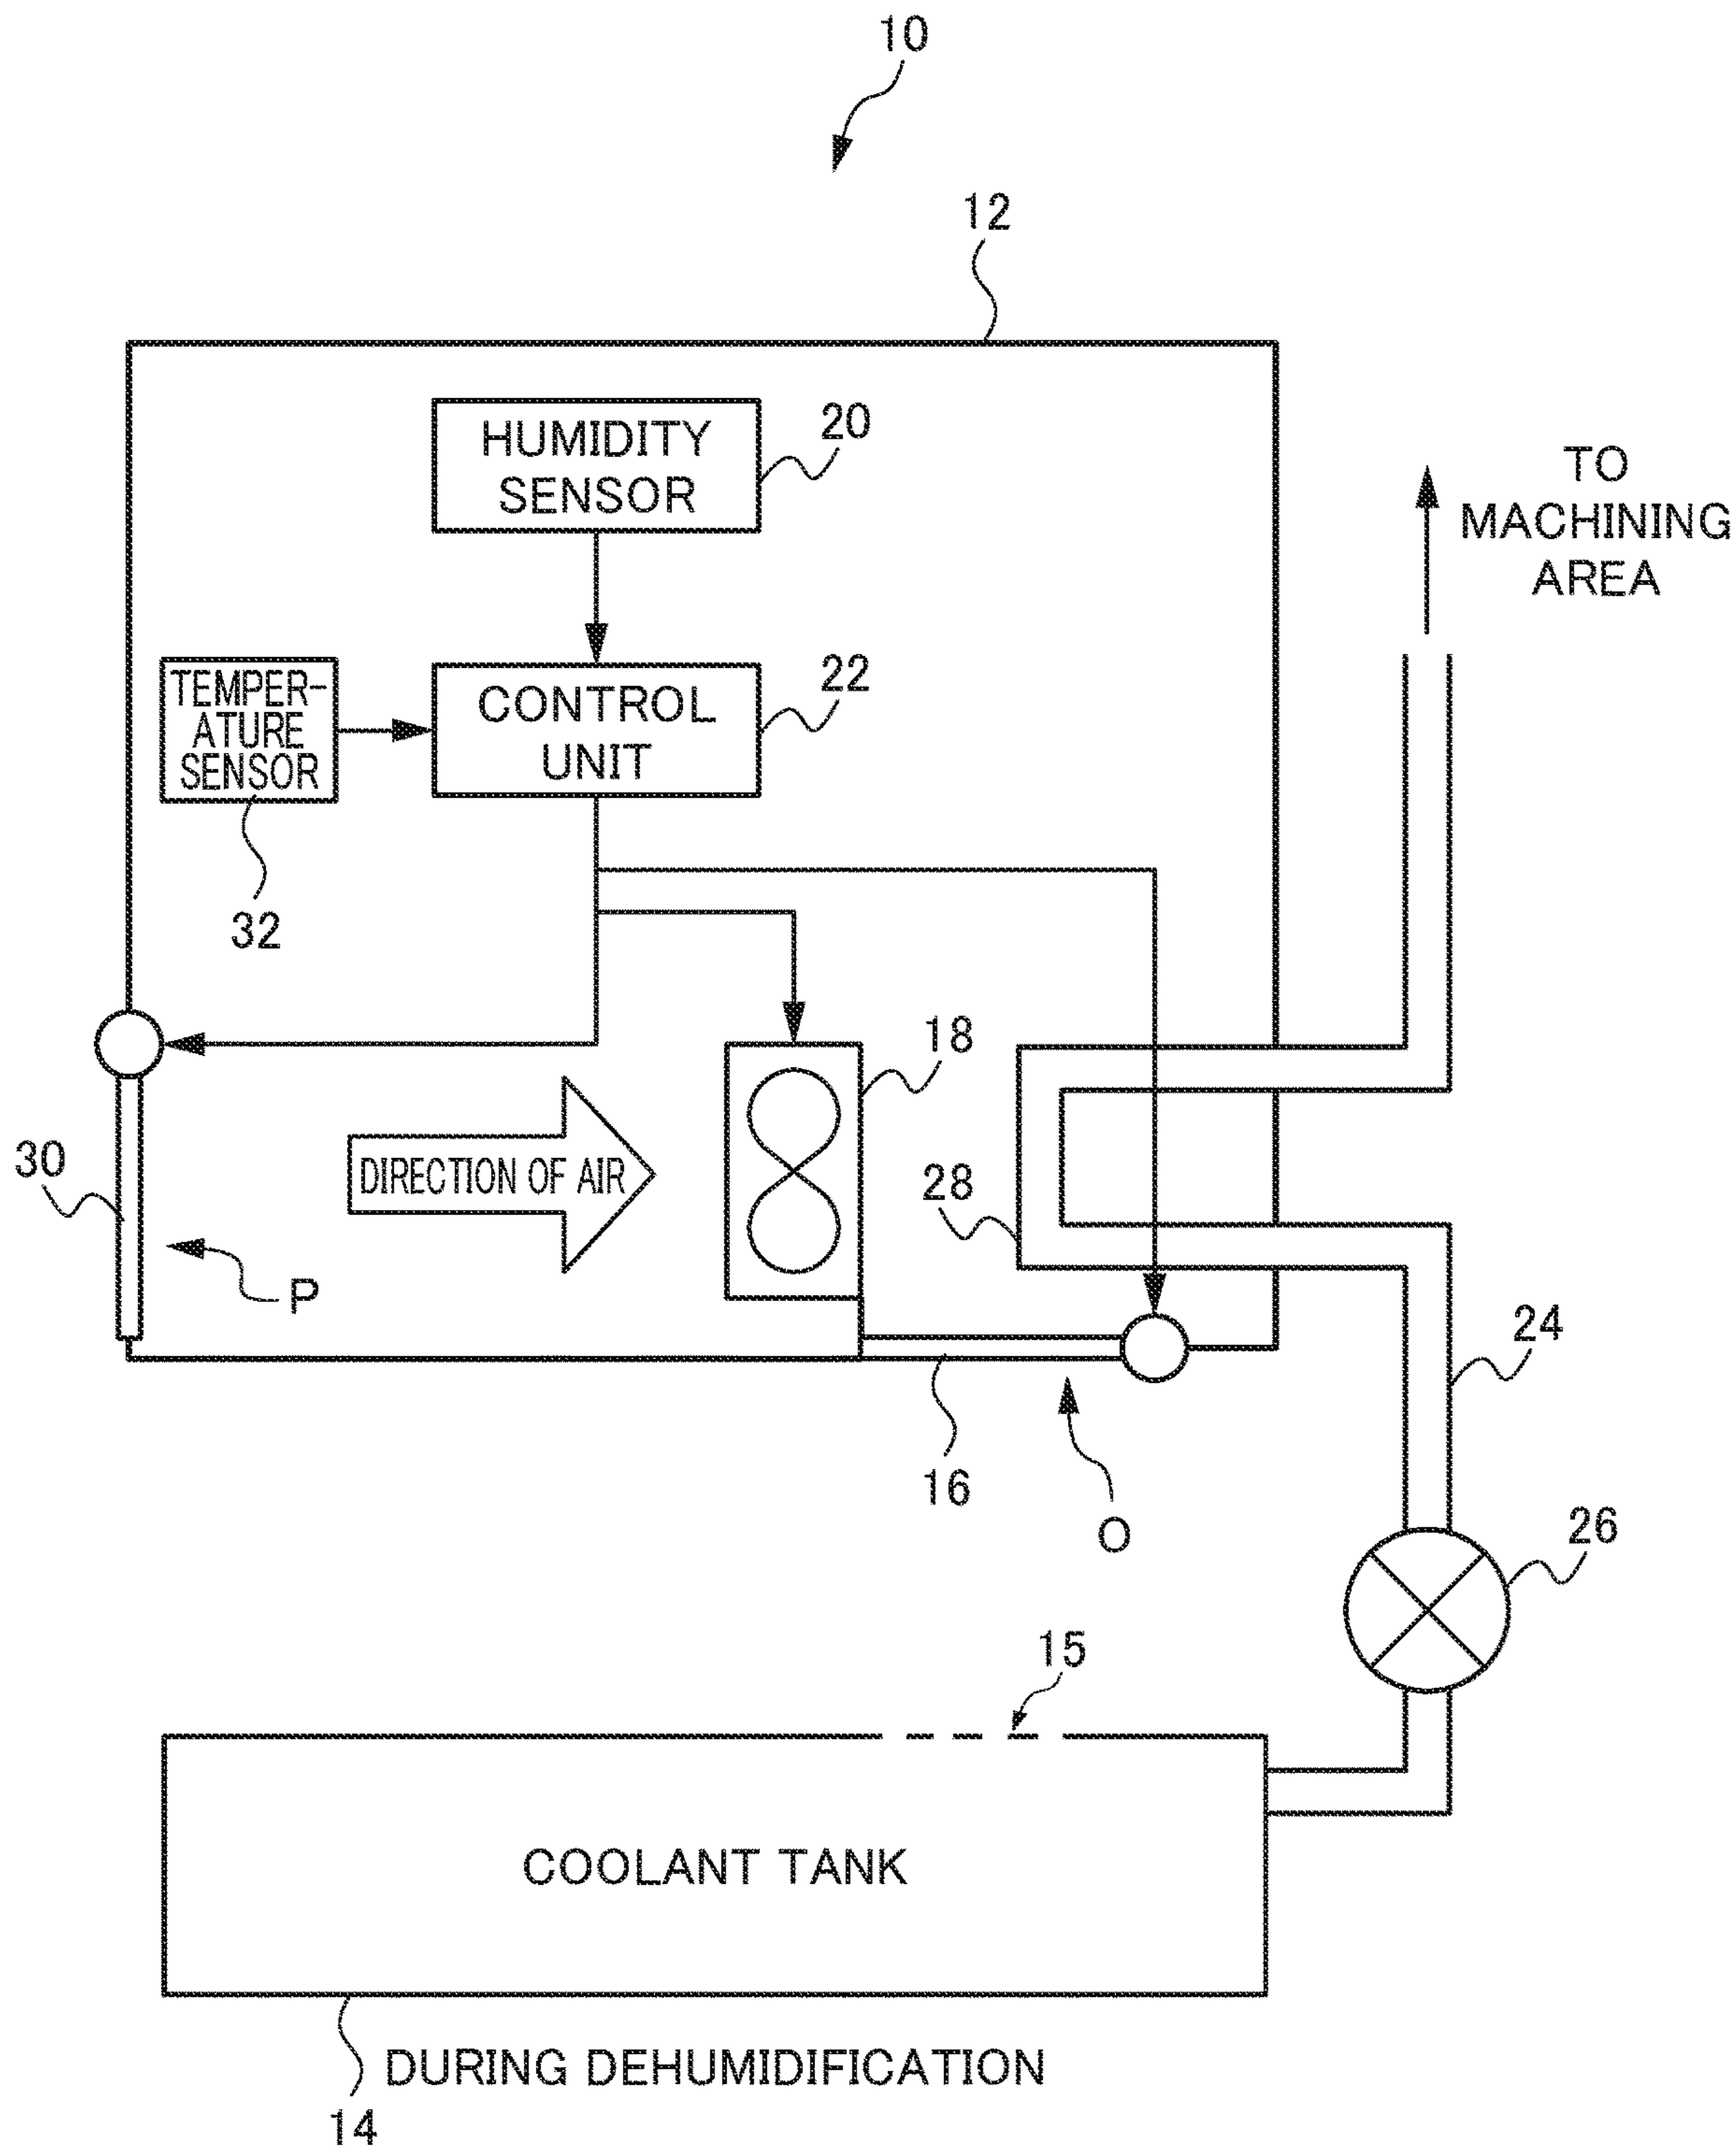 10
12
HUMIDITY
SENSOR
20
TO
MACHINING
AREA
TEMPER-
ATURE
SENSOR
CONTROL
UNIT
22
32
18
30
DIRECTION OF AIR
28
P
24
16
O
26
15
COOLANT TANK
DURING DEHUMIDIFICATION
14